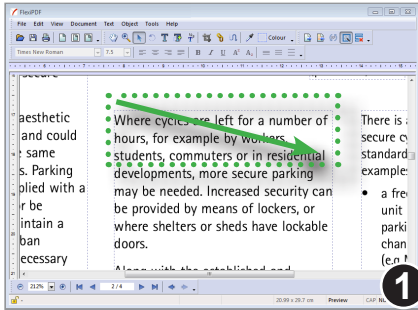 FlexiPDF
File Edit View Document Text Object Tools Help
Colour
Times New Roman 7.5 B I U
aesthetic
and could
same
s. Parking
plied with a
or be
intain a
ban
ecessary
Where cycles are left for a number of
hours, for example by workers,
students, commuters or in residential
developments, more secure parking
may be needed. Increased security can
be provided by means of lockers, or
where shelters or sheds have lockable
doors.
Along with the established and
There is a
secure cy
standard
examples
• a free
unit
parki
chan
(e.g N
212% 2 / 4
20.99 x 29.7 cm Preview CAP
1